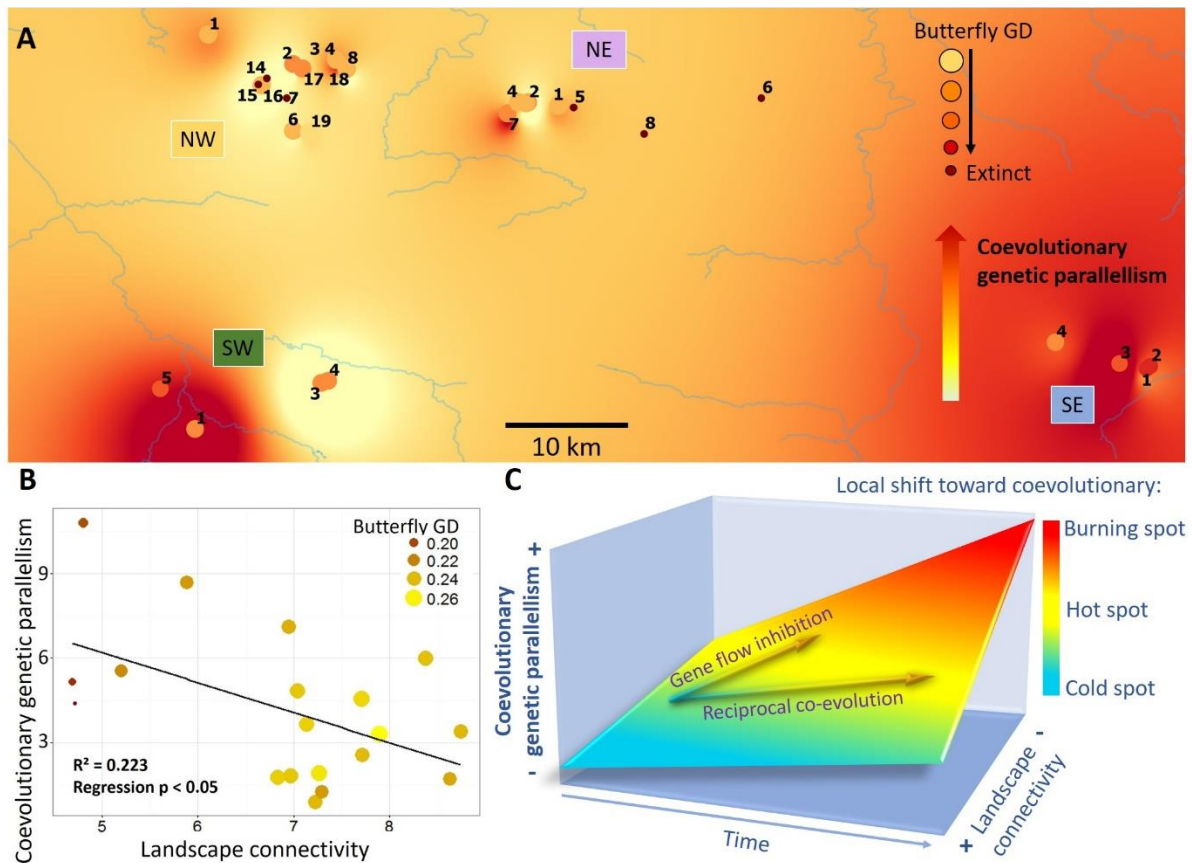 A
1
2 3 4
8
14
17 18
15 16 7
6 19
NW
NE
4 2 1 5
7
8
6
Butterfly GD
Extinct
Coevolutionary
genetic parallellism
SW
5
1
4
3
10 km
4
3 2
1
SE
B
Coevolutionary genetic parallelism
9
6
3
Butterfly GD
0.20
0.22
0.24
0.26
R² = 0.223
Regression p < 0.05
5 6 7 8
Landscape connectivity
C
Local shift toward coevolutionary:
Burning spot
Hot spot
Cold spot
Coevolutionary
genetic parallelism
- +
Gene flow inhibition
Reciprocal co-evolution
Time
+ Landscape -
connectivity